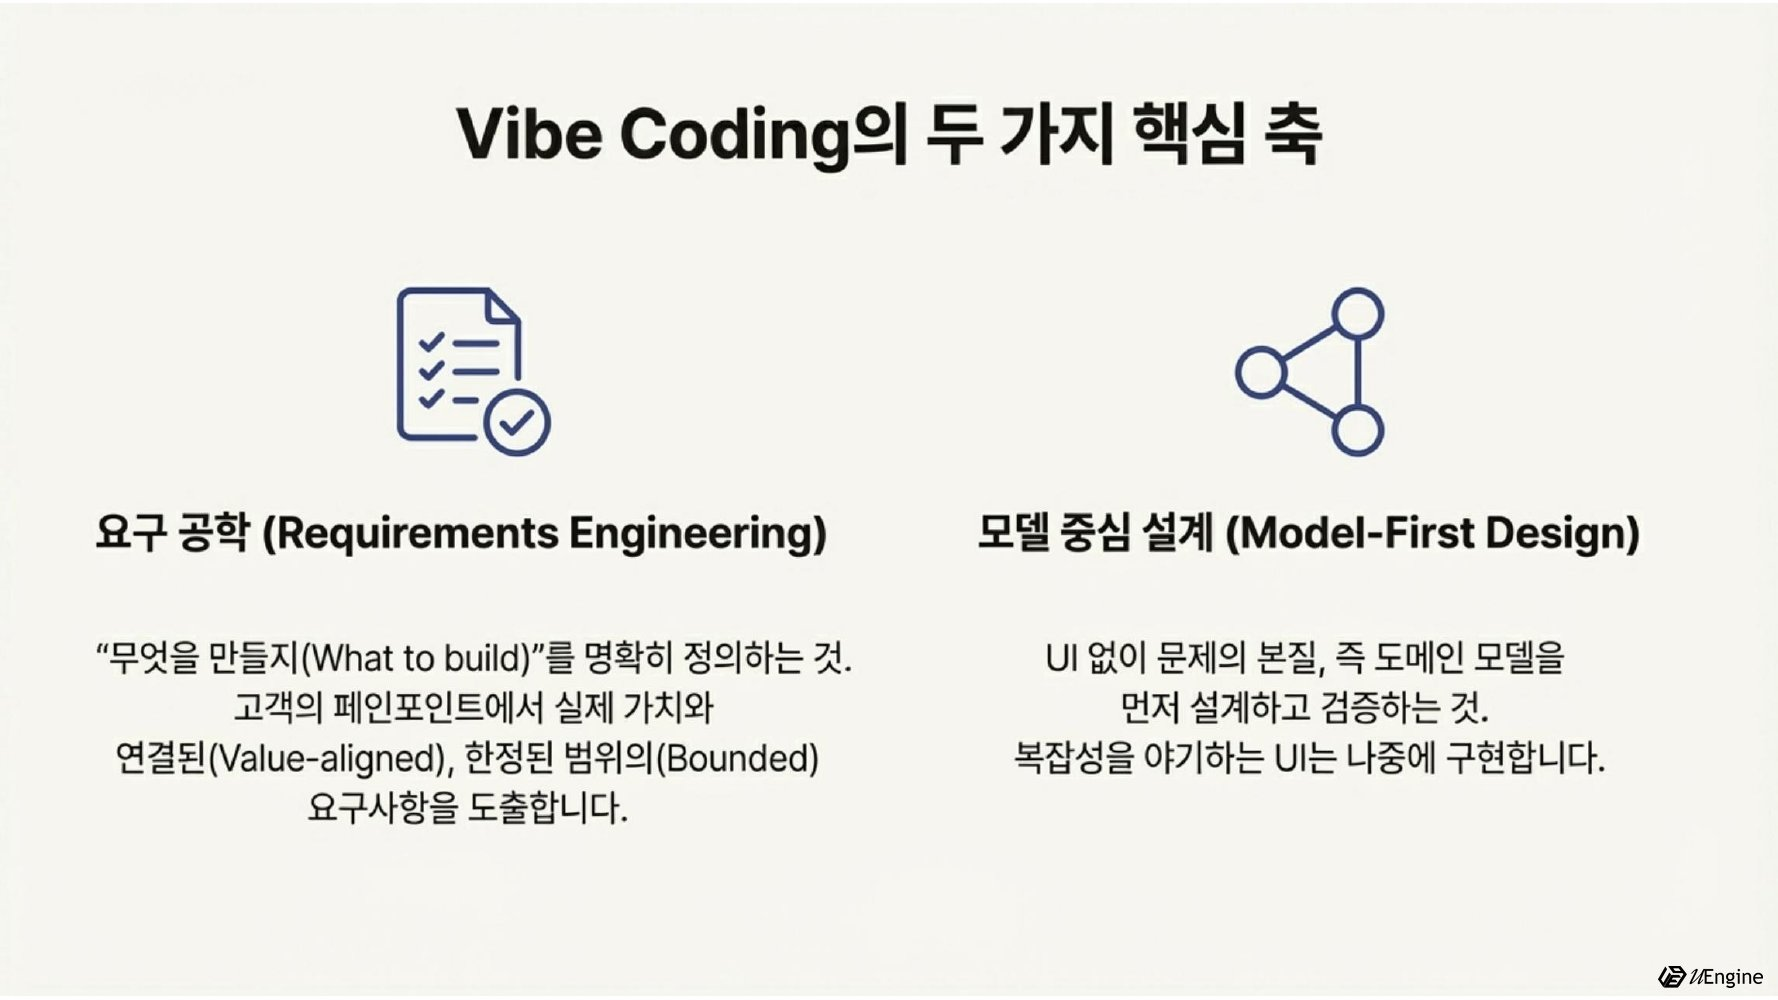 Vibe Coding의 두 가지 핵심 축
요구 공학 (Requirements Engineering)
“무엇을 만들지(What to build)”를 명확히 정의하는 것.
고객의 페인포인트에서 실제 가치와
연결된(Value-aligned), 한정된 범위의(Bounded)
요구사항을 도출합니다.
모델 중심 설계 (Model-First Design)
UI 없이 문제의 본질, 즉 도메인 모델을
먼저 설계하고 검증하는 것.
복잡성을 야기하는 UI는 나중에 구현합니다.
uEngine